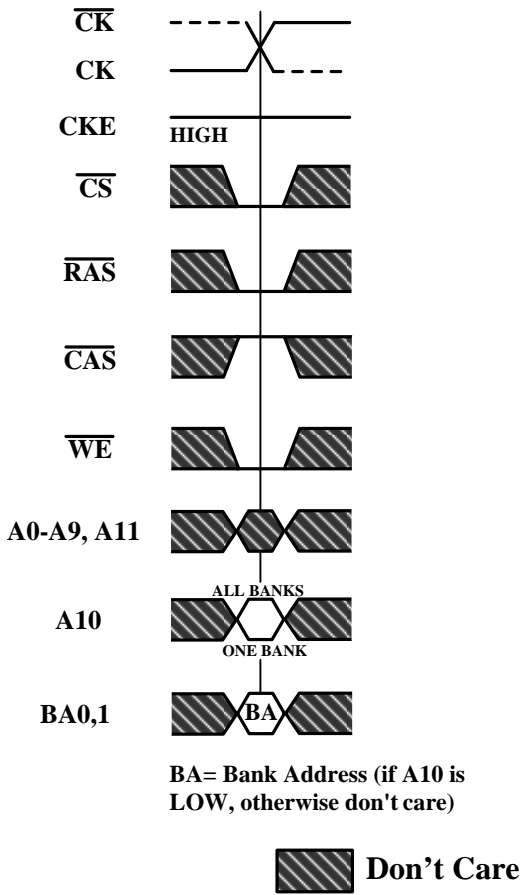 CK
CK
CKE
HIGH
CS
RAS
CAS
WE
A0-A9, A11
ALL BANKS
A10
ONE BANK
BA0,1
BA
BA= Bank Address (if A10 is
LOW, otherwise don't care)
Don't Care